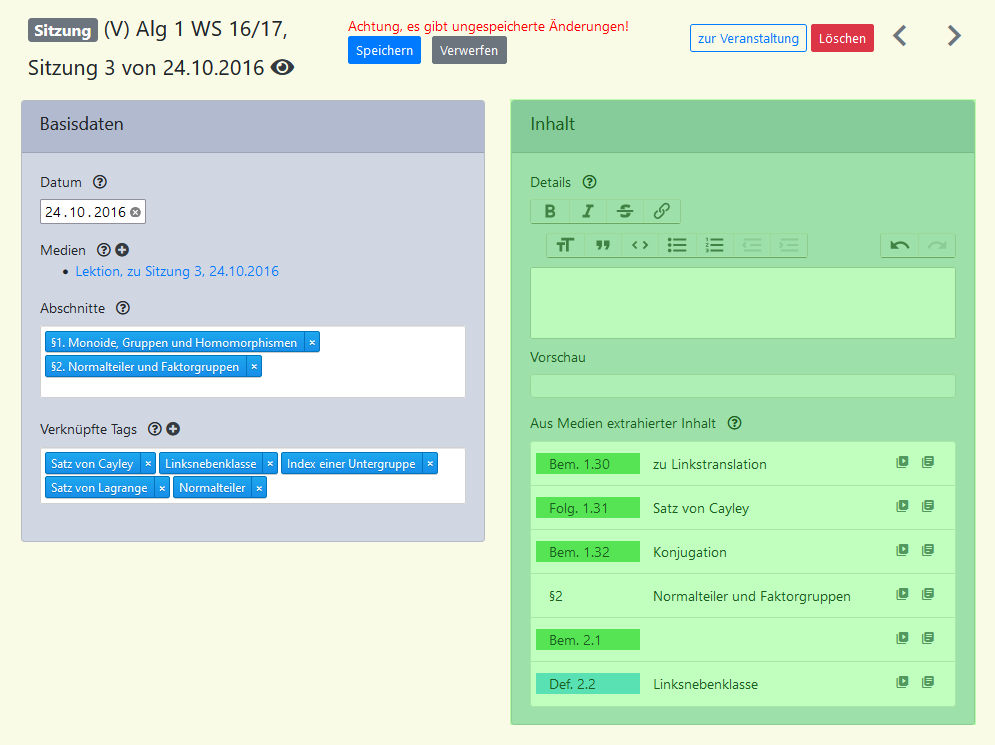 Sitzung (V) Alg 1 WS 16/17,
Sitzung 3 von 24.10.2016
Achtung, es gibt ungespeicherte Änderungen!
Speichern Verwerfen
zur Veranstaltung Löschen
Basisdaten
Datum
24.10.2016
Medien
Lektion, zu Sitzung 3, 24.10.2016
Abschnitte
§1. Monoide, Gruppen und Homomorphismen ×
§2. Normalteiler und Faktorgruppen ×
Verknüpfte Tags
Satz von Cayley × Linksnebenklasse × Index einer Untergruppe ×
Satz von Lagrange × Normalteiler ×
Inhalt
Details
Vorschau
Aus Medien extrahierter Inhalt
Bem. 1.30 zu Linkstranslation
Folg. 1.31 Satz von Cayley
Bem. 1.32 Konjugation
§2 Normalteiler und Faktorgruppen
Bem. 2.1
Def. 2.2 Linksnebenklasse